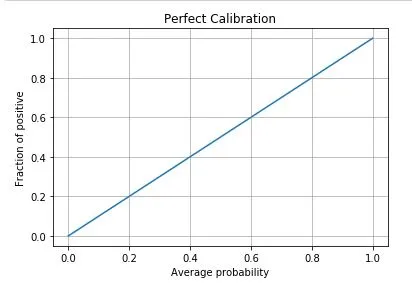 Perfect Calibration
1.0
0.8
0.6
0.4
0.2
0.0
Fraction of positive
0.0 0.2 0.4 0.6 0.8 1.0
Average probability